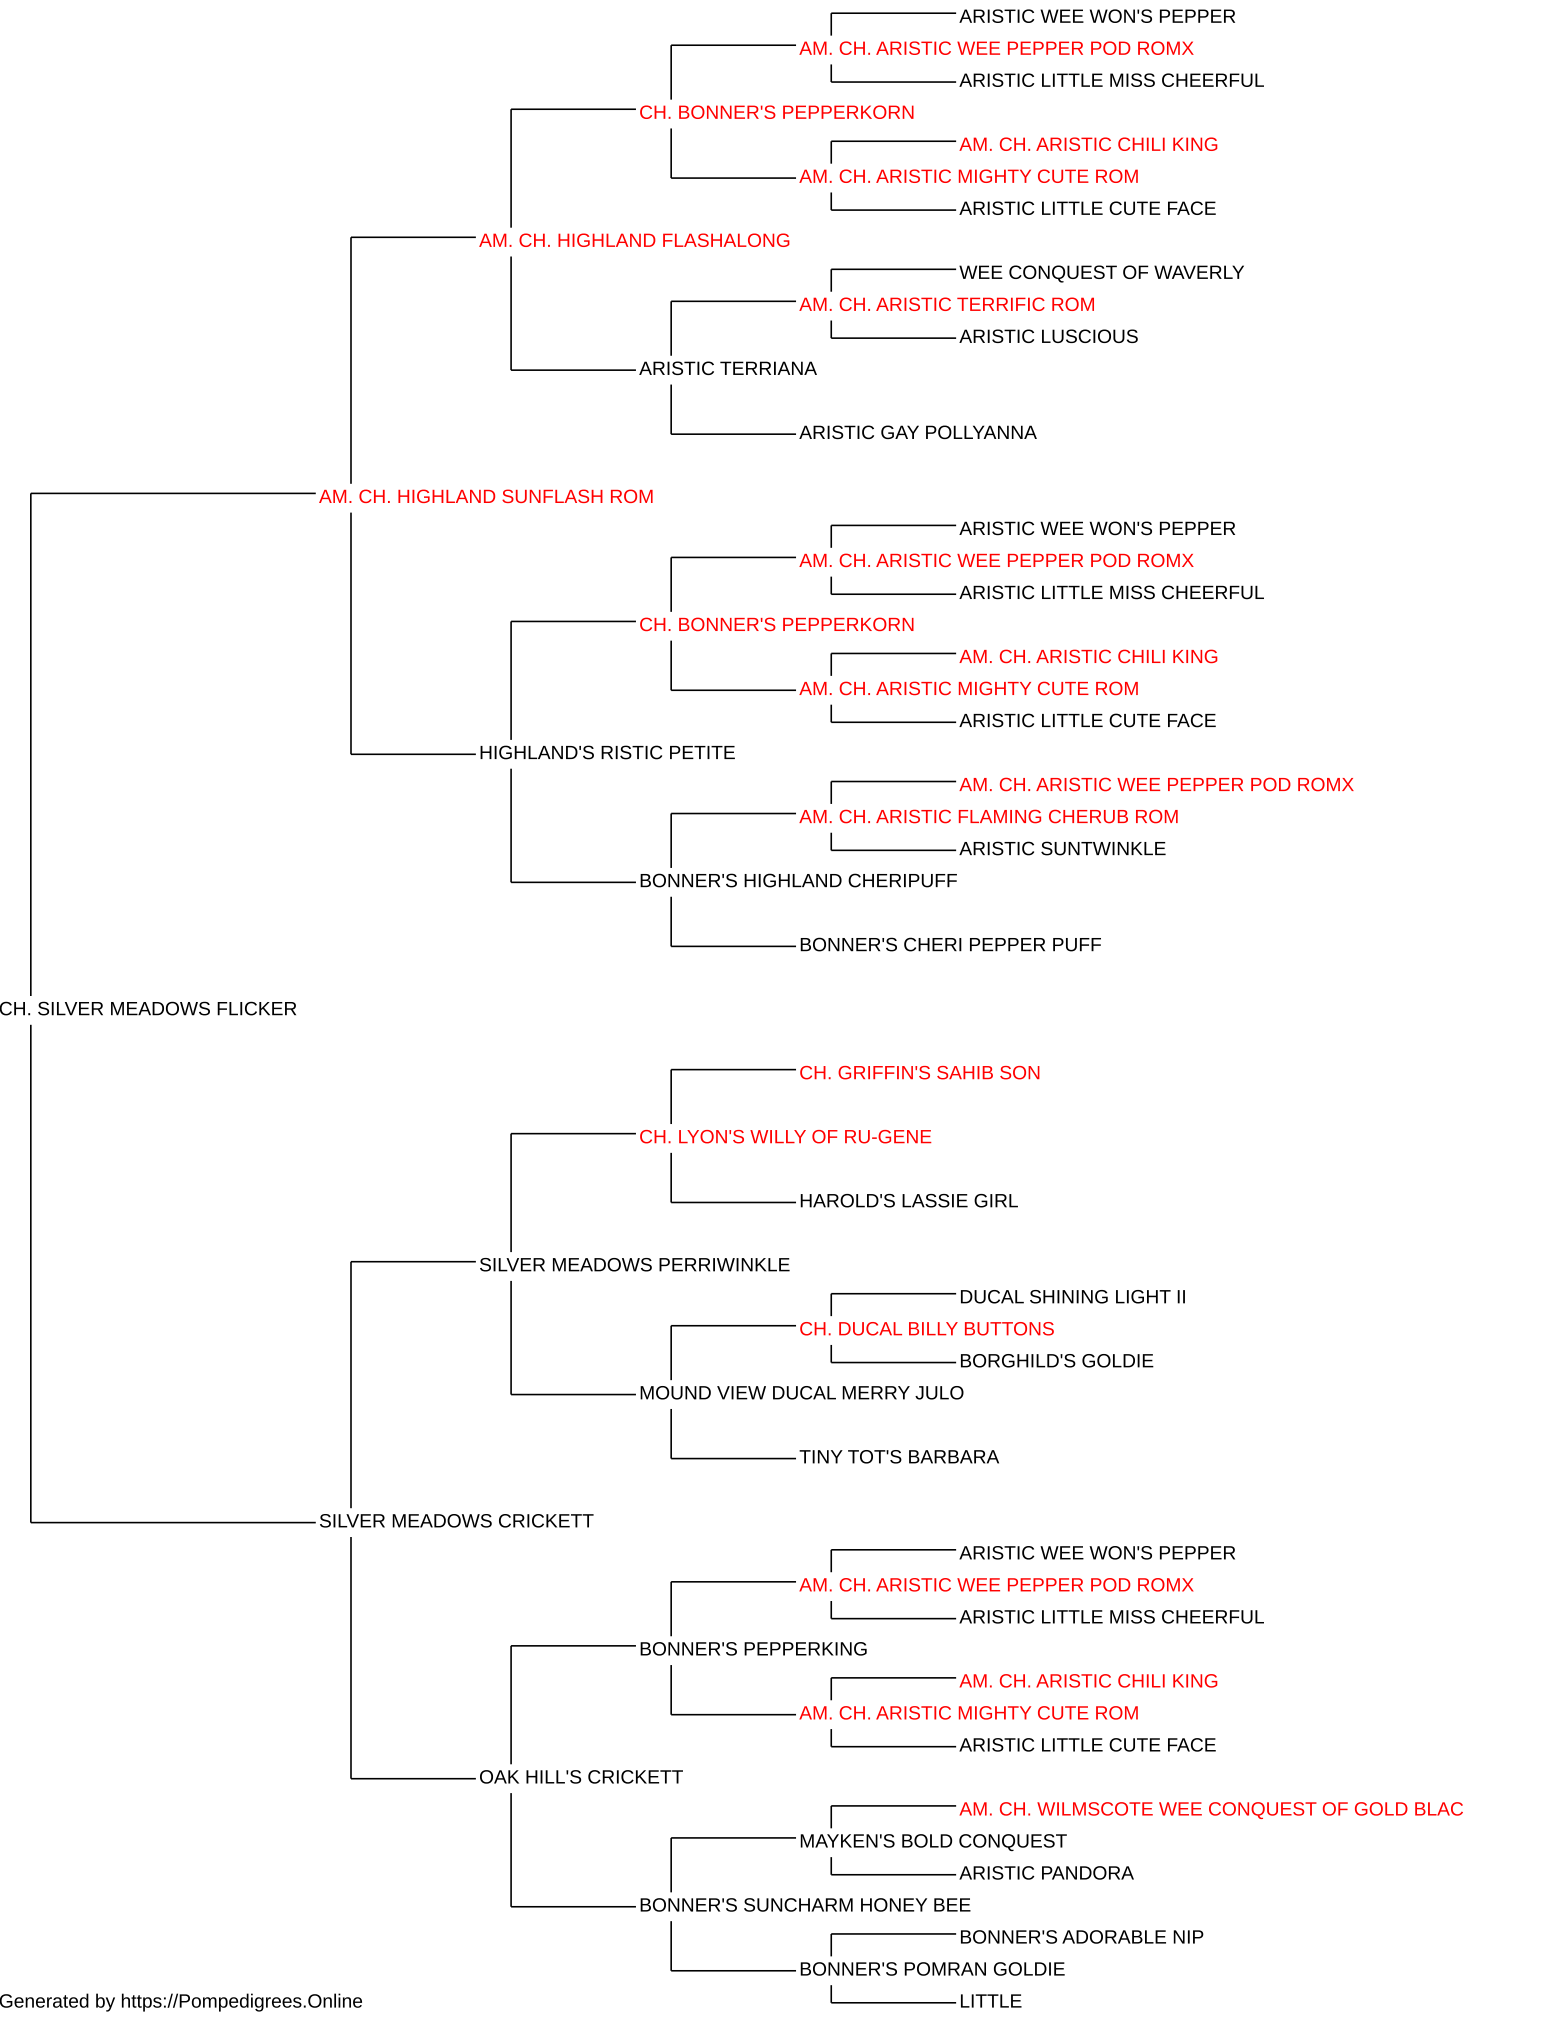 ARISTIC WEE WON'S PEPPER
AM. CH. ARISTIC WEE PEPPER POD ROMX
ARISTIC LITTLE MISS CHEERFUL
CH. BONNER'S PEPPERKORN
AM. CH. ARISTIC CHILI KING
AM. CH. ARISTIC MIGHTY CUTE ROM
ARISTIC LITTLE CUTE FACE
AM. CH. HIGHLAND FLASHALONG
WEE CONQUEST OF WAVERLY
AM. CH. ARISTIC TERRIFIC ROM
ARISTIC LUSCIOUS
ARISTIC TERRIANA
ARISTIC GAY POLLYANNA
AM. CH. HIGHLAND SUNFLASH ROM
ARISTIC WEE WON'S PEPPER
AM. CH. ARISTIC WEE PEPPER POD ROMX
ARISTIC LITTLE MISS CHEERFUL
CH. BONNER'S PEPPERKORN
AM. CH. ARISTIC CHILI KING
AM. CH. ARISTIC MIGHTY CUTE ROM
ARISTIC LITTLE CUTE FACE
HIGHLAND'S RISTIC PETITE
AM. CH. ARISTIC WEE PEPPER POD ROMX
AM. CH. ARISTIC FLAMING CHERUB ROM
ARISTIC SUNTWINKLE
BONNER'S HIGHLAND CHERIPUFF
BONNER'S CHERI PEPPER PUFF
CH. SILVER MEADOWS FLICKER
CH. GRIFFIN'S SAHIB SON
CH. LYON'S WILLY OF RU-GENE
HAROLD'S LASSIE GIRL
SILVER MEADOWS PERRIWINKLE
DUCAL SHINING LIGHT II
CH. DUCAL BILLY BUTTONS
BORGHILD'S GOLDIE
MOUND VIEW DUCAL MERRY JULO
TINY TOT'S BARBARA
SILVER MEADOWS CRICKETT
ARISTIC WEE WON'S PEPPER
AM. CH. ARISTIC WEE PEPPER POD ROMX
ARISTIC LITTLE MISS CHEERFUL
BONNER'S PEPPERKING
AM. CH. ARISTIC CHILI KING
AM. CH. ARISTIC MIGHTY CUTE ROM
ARISTIC LITTLE CUTE FACE
OAK HILL'S CRICKETT
AM. CH. WILMSCOTE WEE CONQUEST OF GOLD BLAC
MAYKEN'S BOLD CONQUEST
ARISTIC PANDORA
BONNER'S SUNCHARM HONEY BEE
BONNER'S ADORABLE NIP
BONNER'S POMRAN GOLDIE
LITTLE
Generated by https://Pompedigrees.Online